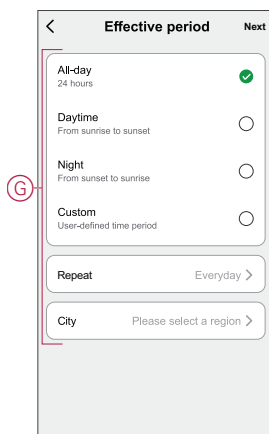 Effective period Next
All-day
24 hours
Daytime
From sunrise to sunset
Night
From sunset to sunrise
Custom
User-defined time period
G
Repeat Everyday
City Please select a region